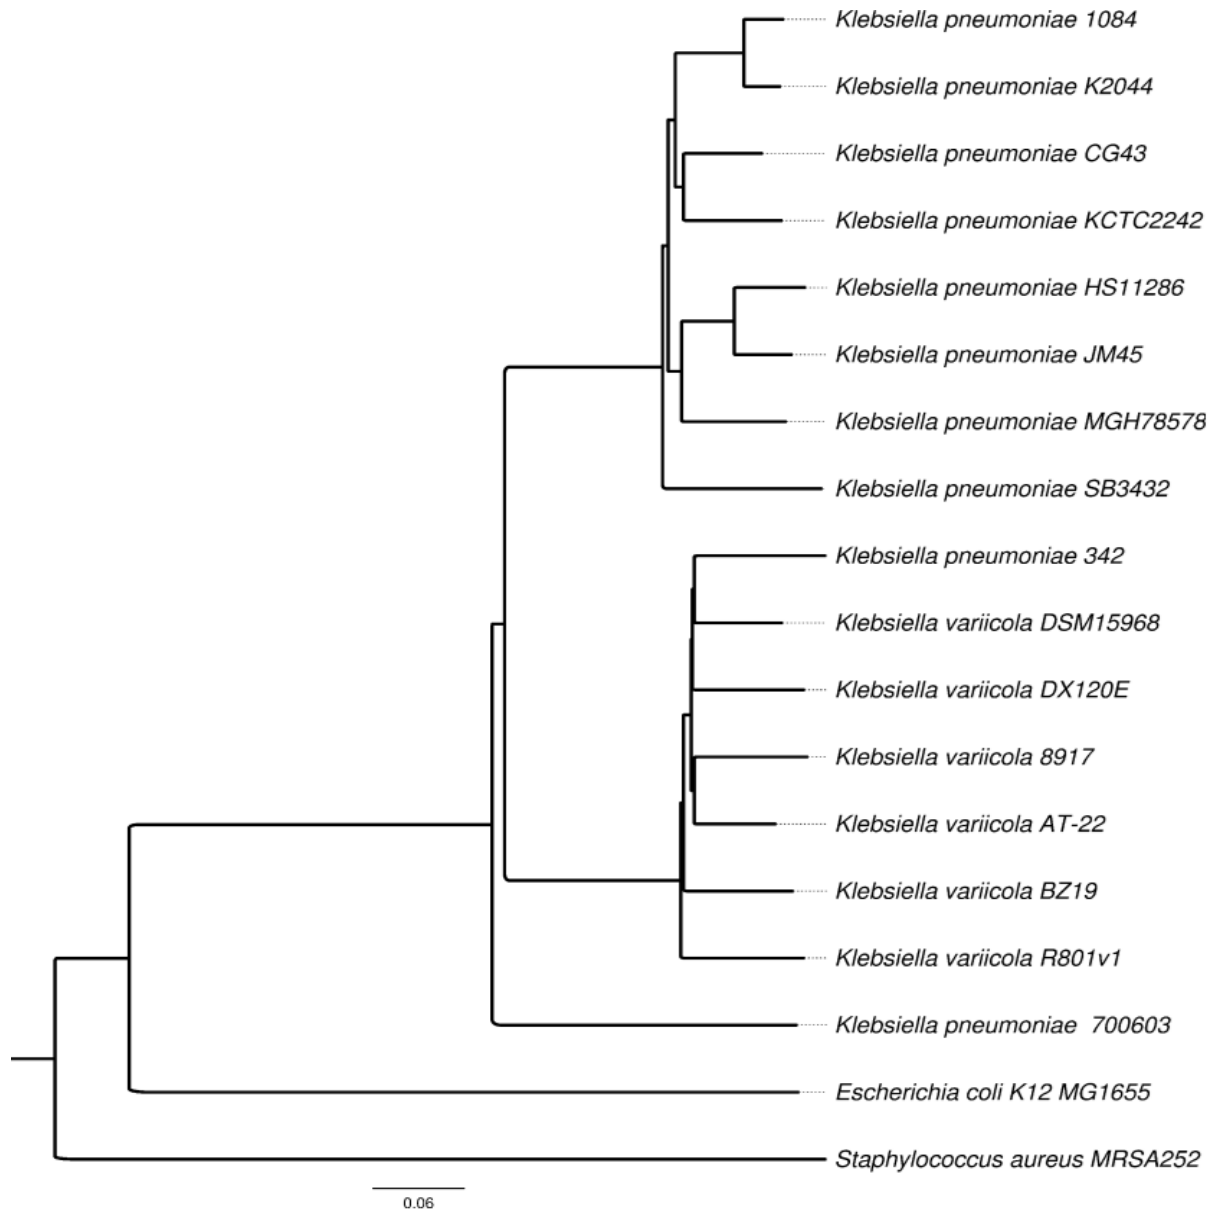 Klebsiella pneumoniae 1084
Klebsiella pneumoniae K2044
Klebsiella pneumoniae CG43
Klebsiella pneumoniae KCTC2242
Klebsiella pneumoniae HS11286
Klebsiella pneumoniae JM45
Klebsiella pneumoniae MGH78578
Klebsiella pneumoniae SB3432
Klebsiella pneumoniae 342
Klebsiella variicola DSM15968
Klebsiella variicola DX120E
Klebsiella variicola 8917
Klebsiella variicola AT-22
Klebsiella variicola BZ19
Klebsiella variicola R801v1
Klebsiella pneumoniae 700603
Escherichia coli K12 MG1655
Staphylococcus aureus MRSA252
0.06